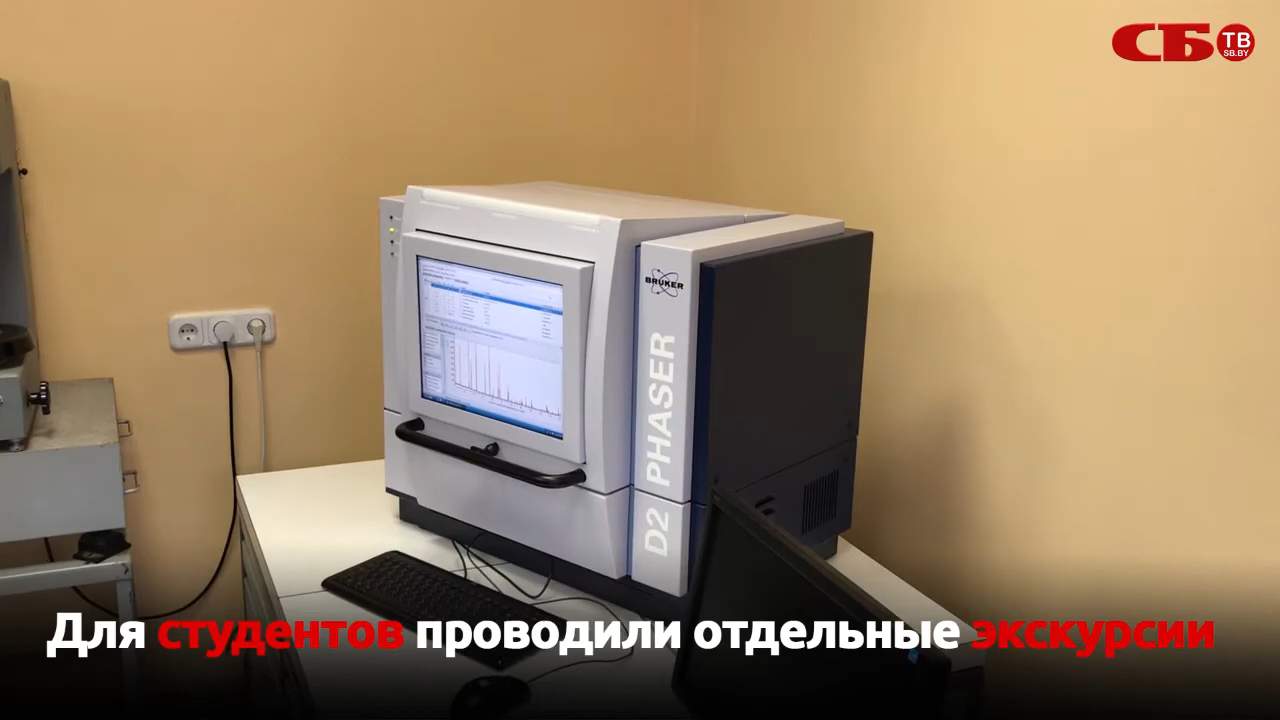 СБ ТВ
SB.BY
BRUKER
D2 PHASER
Для студентов проводили отдельные экскурсии